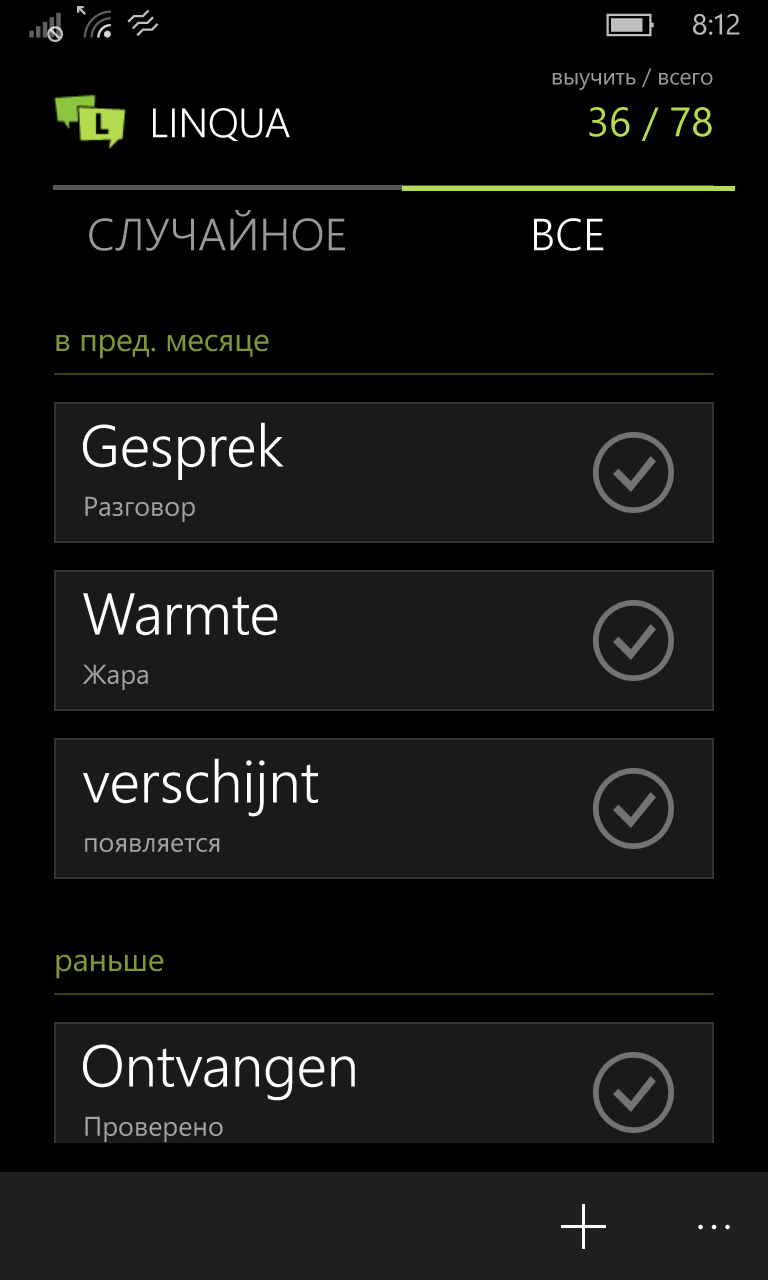 8:12
выучить / всего
LINQUA
36 / 78
СЛУЧАЙНОЕ
ВСЕ
в пред. месяце
Gesprek
Разговор
Warmte
Жара
verschijnt
появляется
раньше
Ontvangen
Проверено